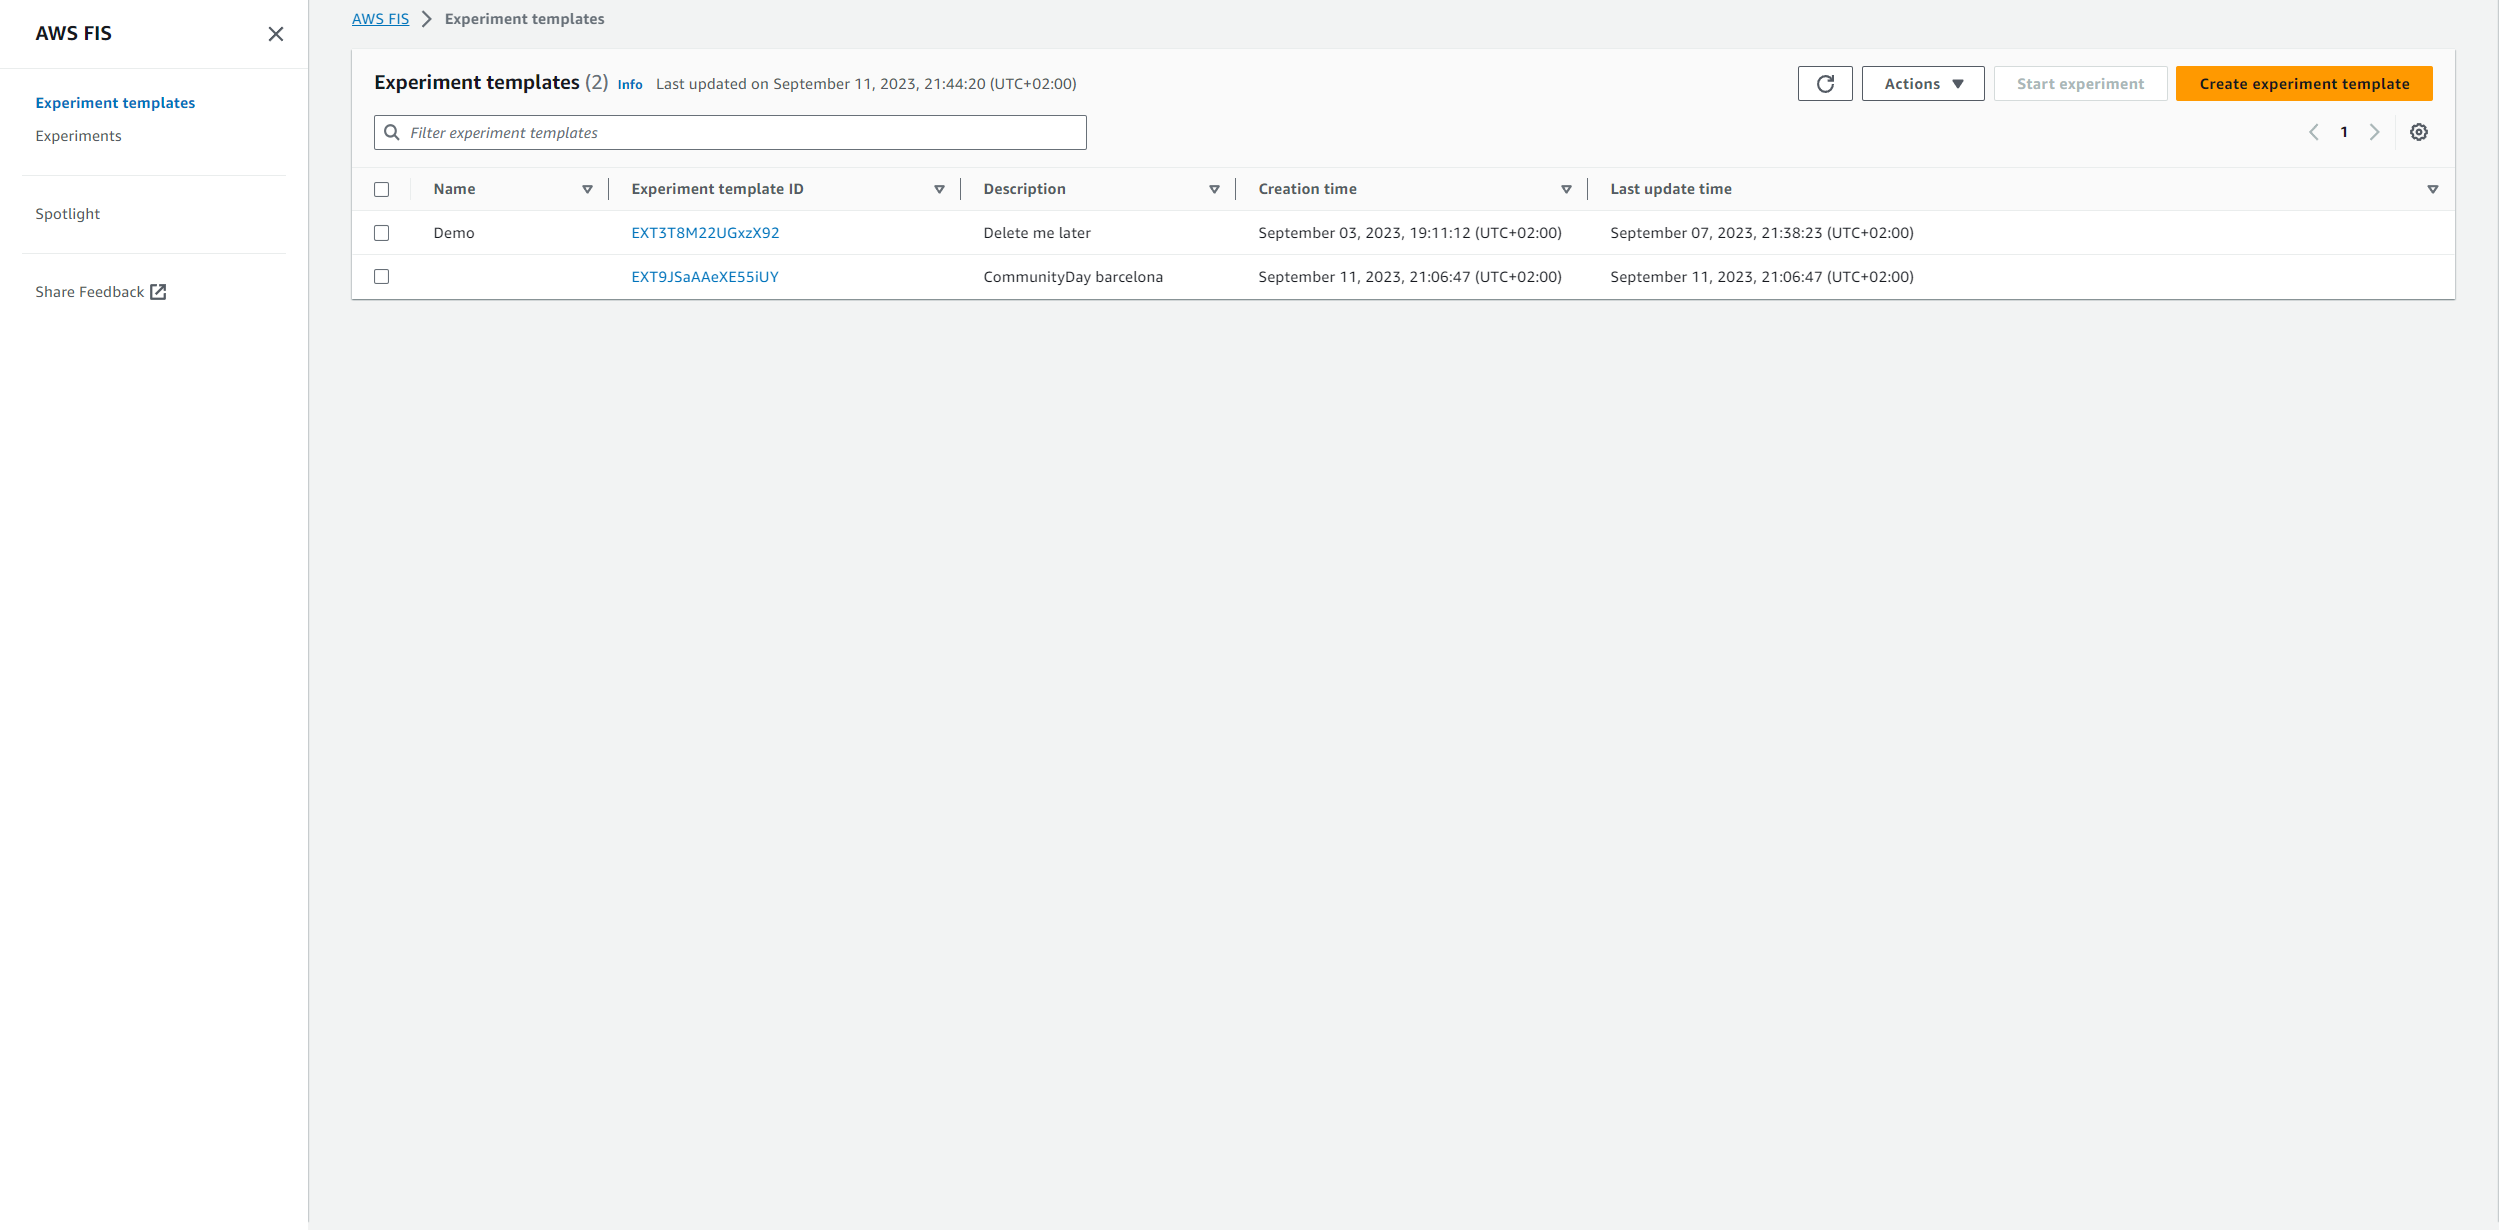 AWS FIS
Experiment templates
Experiments
Spotlight
Share Feedback
AWS FIS Experiment templates
Experiment templates (2) Info Last updated on September 11, 2023, 21:44:20 (UTC+02:00) Actions Start experiment Create experiment template
Filter experiment templates 1
Name Experiment template ID Description Creation time Last update time
Demo EXT3T8M22UGxzX92 Delete me later September 03, 2023, 19:11:12 (UTC+02:00) September 07, 2023, 21:38:23 (UTC+02:00)
EXT9JSaAAeXE55iUY CommunityDay barcelona September 11, 2023, 21:06:47 (UTC+02:00) September 11, 2023, 21:06:47 (UTC+02:00)